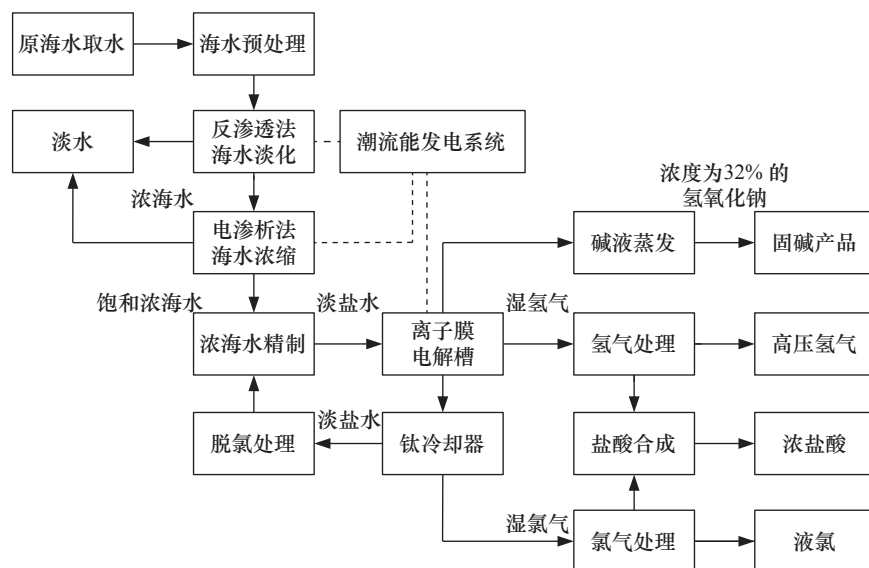 原海水取水
海水预处理
淡水
反渗透法
海水淡化
潮流能发电系统
浓海水
电渗析法
海水浓缩
浓度为32% 的
氢氧化钠
碱液蒸发
固碱产品
饱和浓海水
淡盐水
湿氢气
浓海水精制
离子膜
电解槽
氢气处理
高压氢气
淡盐水
脱氯处理
钛冷却器
盐酸合成
浓盐酸
湿氯气
氯气处理
液氯